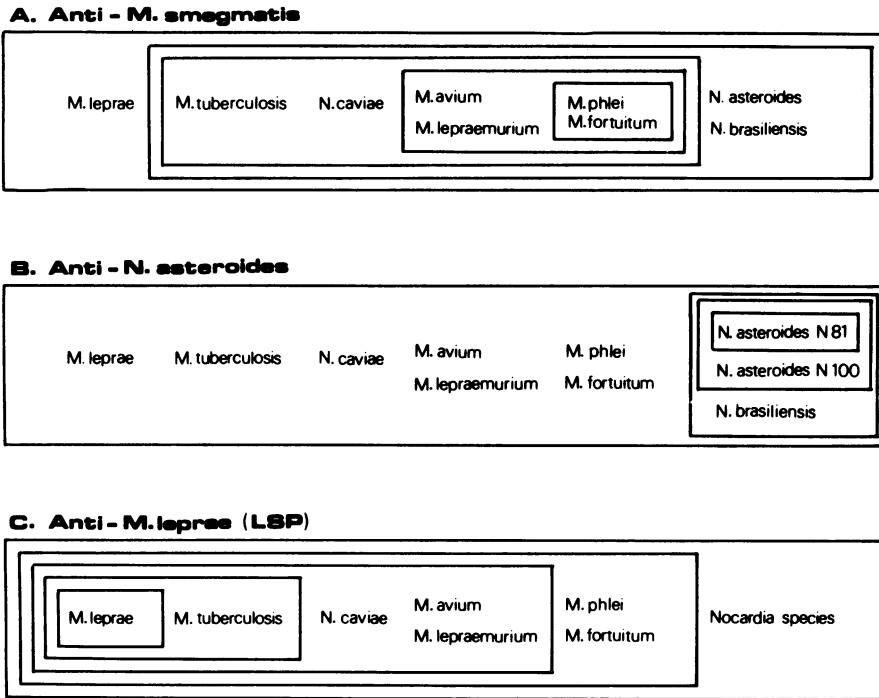 A. Anti - M. smegmatis
M. leprae M. tuberculosis N. caviae M. avium M. phlei N. asteroides
M. lepraemurium M. fortuitum N. brasiliensis
B. Anti - N. asteroides
M. leprae M. tuberculosis N. caviae M. avium M. phlei N. asteroides N 81
M. lepraemurium M. fortuitum N. asteroides N 100
N. brasiliensis
C. Anti - M. leprae (LSP)
M. leprae M. tuberculosis N. caviae M. avium M. phlei Nocardia species
M. lepraemurium M. fortuitum